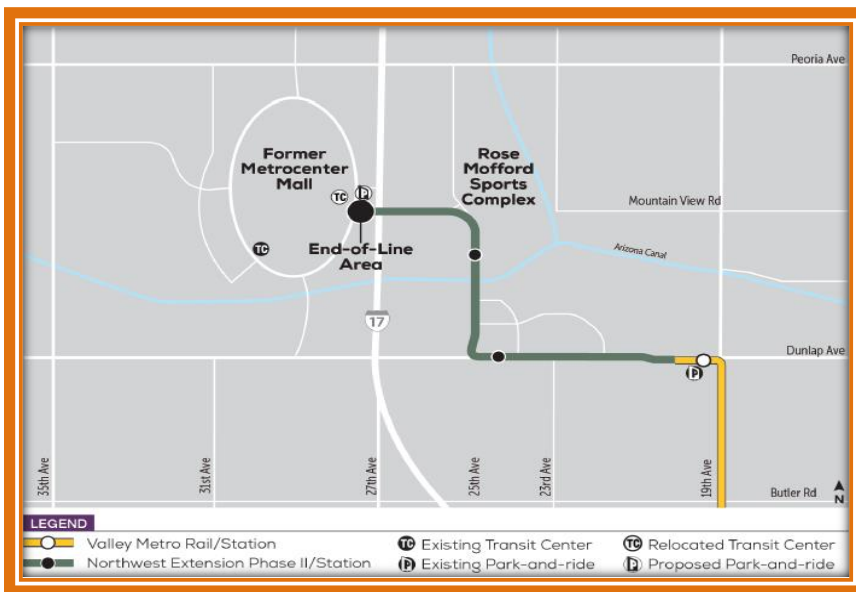 Peoria Ave
Former
Metrocenter
Mall
Rose
Mofford
Sports
Complex
TC
P
Mountain View Rd
TC
End-of-Line
Area
Arizona Canal
17
Dunlap Ave
P
35th Ave
31st Ave
27th Ave
25th Ave
23rd Ave
19th Ave
Butler Rd
N
LEGEND
Valley Metro Rail/Station
TC Existing Transit Center
TC Relocated Transit Center
Northwest Extension Phase II/Station
P Existing Park-and-ride
P Proposed Park-and-ride